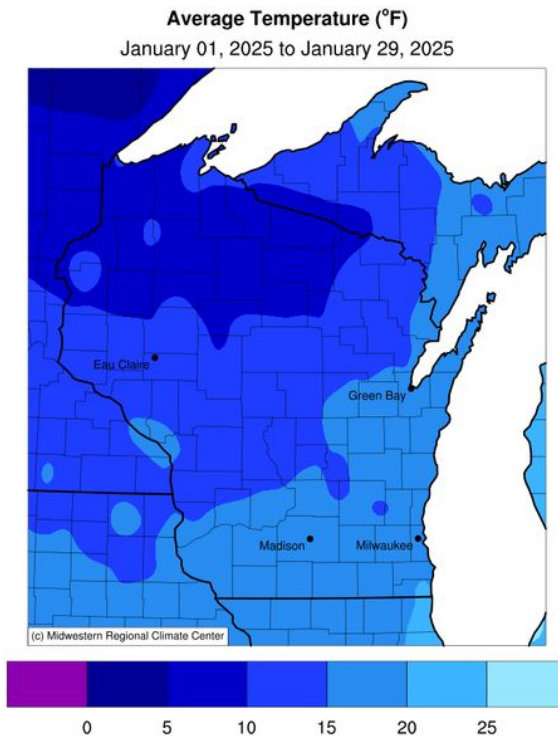 Average Temperature (°F)
January 01, 2025 to January 29, 2025
Eau Claire
Green Bay
Madison
Milwaukee
(c) Midwestern Regional Climate Center
0 5 10 15 20 25